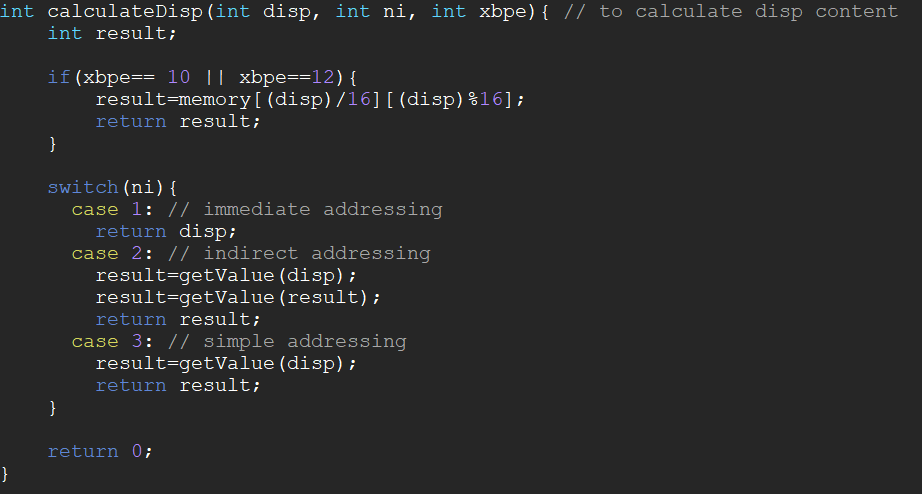 int calculateDisp(int disp, int ni, int xbpe){ // to calculate disp content
    int result;

    if(xbpe== 10 || xbpe==12){
        result=memory[(disp)/16][(disp)%16];
        return result;
    }

    switch(ni){
      case 1: // immediate addressing
        return disp;
      case 2: // indirect addressing
        result=getValue(disp);
        result=getValue(result);
        return result;
      case 3: // simple addressing
        result=getValue(disp);
        return result;
    }

    return 0;
}